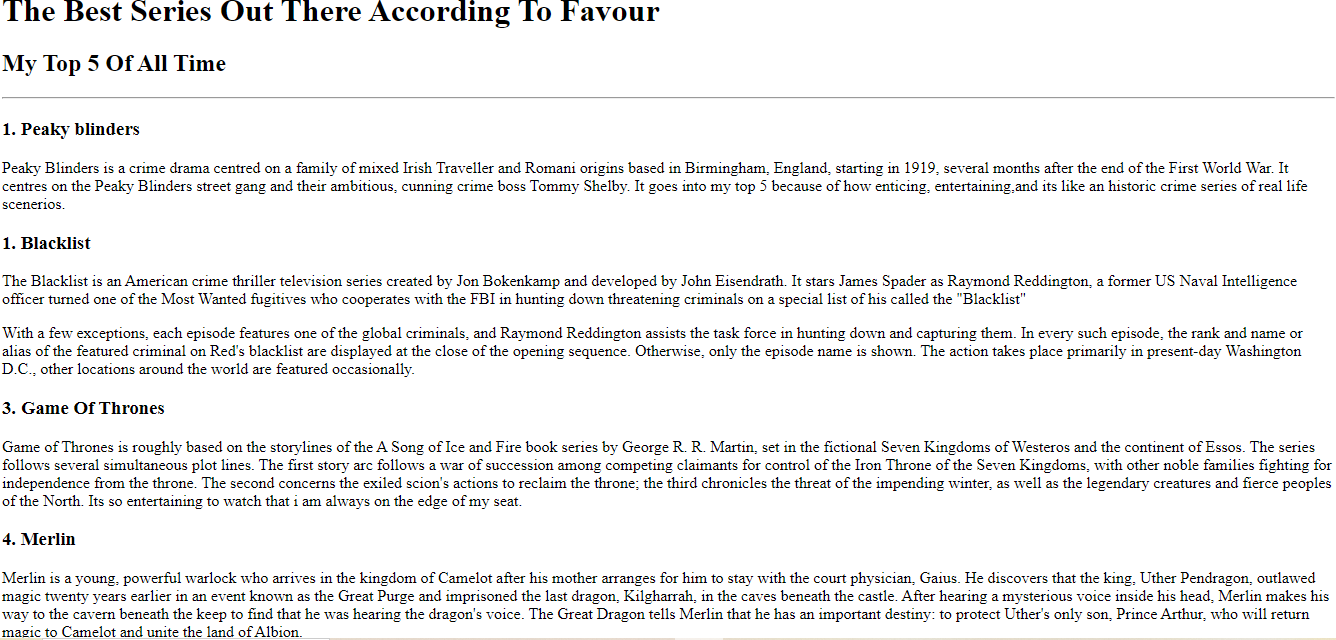 The Best Series Out There According To Favour
My Top 5 Of All Time
1. Peaky blinders
Peaky Blinders is a crime drama centred on a family of mixed Irish Traveller and Romani origins based in Birmingham, England, starting in 1919, several months after the end of the First World War. It
centres on the Peaky Blinders street gang and their ambitious, cunning crime boss Tommy Shelby. It goes into my top 5 because of how enticing, entertaining,and its like an historic crime series of real life
scenerios.
1. Blacklist
The Blacklist is an American crime thriller television series created by Jon Bokenkamp and developed by John Eisendrath. It stars James Spader as Raymond Reddington, a former US Naval Intelligence
officer turned one of the Most Wanted fugitives who cooperates with the FBI in hunting down threatening criminals on a special list of his called the "Blacklist"
With a few exceptions, each episode features one of the global criminals, and Raymond Reddington assists the task force in hunting down and capturing them. In every such episode, the rank and name or
alias of the featured criminal on Red's blacklist are displayed at the close of the opening sequence. Otherwise, only the episode name is shown. The action takes place primarily in present-day Washington
D.C., other locations around the world are featured occasionally.
3. Game Of Thrones
Game of Thrones is roughly based on the storylines of the A Song of Ice and Fire book series by George R. R. Martin, set in the fictional Seven Kingdoms of Westeros and the continent of Essos. The series
follows several simultaneous plot lines. The first story arc follows a war of succession among competing claimants for control of the Iron Throne of the Seven Kingdoms, with other noble families fighting for
independence from the throne. The second concerns the exiled scion's actions to reclaim the throne; the third chronicles the threat of the impending winter, as well as the legendary creatures and fierce peoples
of the North. Its so entertaining to watch that i am always on the edge of my seat.
4. Merlin
Merlin is a young, powerful warlock who arrives in the kingdom of Camelot after his mother arranges for him to stay with the court physician, Gaius. He discovers that the king, Uther Pendragon, outlawed
magic twenty years earlier in an event known as the Great Purge and imprisoned the last dragon, Kilgharrah, in the caves beneath the castle. After hearing a mysterious voice inside his head, Merlin makes his
way to the cavern beneath the keep to find that he was hearing the dragon's voice. The Great Dragon tells Merlin that he has an important destiny: to protect Uther's only son, Prince Arthur, who will return
magic to Camelot and unite the land of Albion.